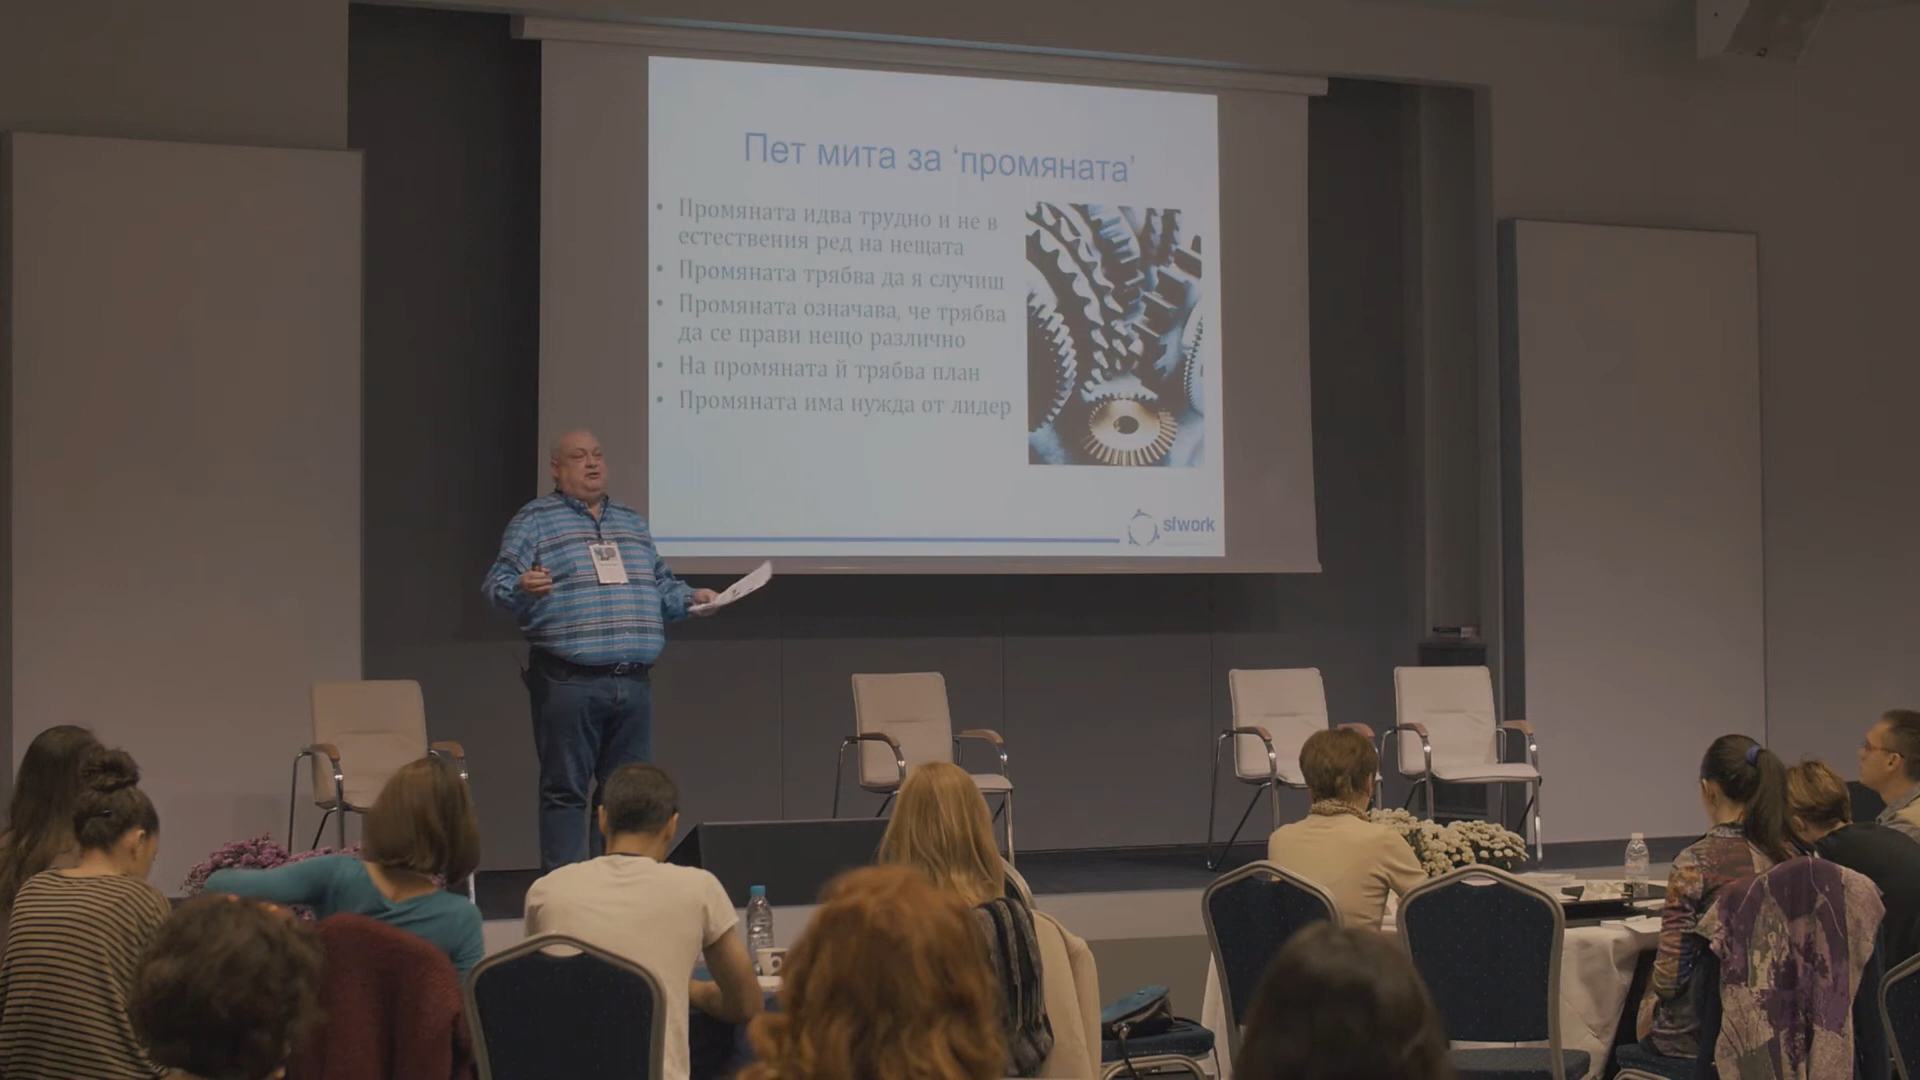 Пет мита за ‘промяната’
• Промяната идва трудно и не в
естествения ред на нещата
• Промяната трябва да я случиш
• Промяната означава, че трябва
да се прави нещо различно
• На промяната й трябва план
• Промяната има нужда от лидер
sfwork